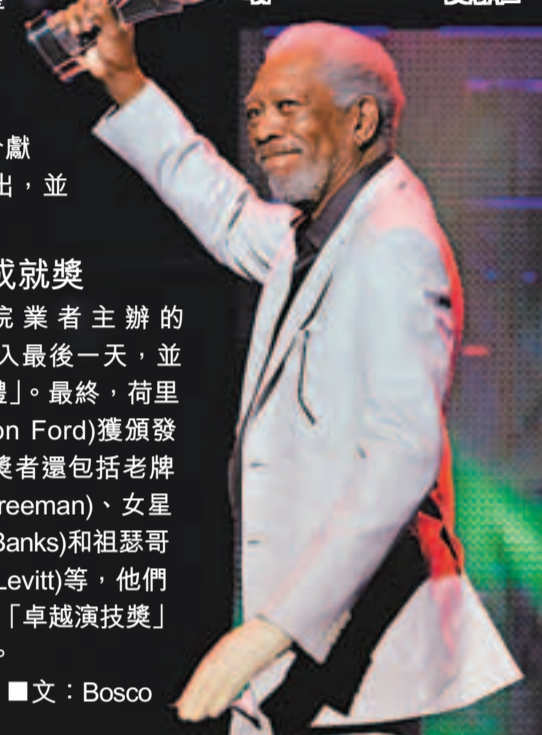 獻
出，並
成就獎
院業者主辦的
入最後一天，並
禮」。最終，荷里
on Ford)獲頒發
獎者還包括老牌
reeman)、女星
Banks)和祖瑟哥
Levitt)等，他們
「卓越演技獎」
。
■文：Bosco